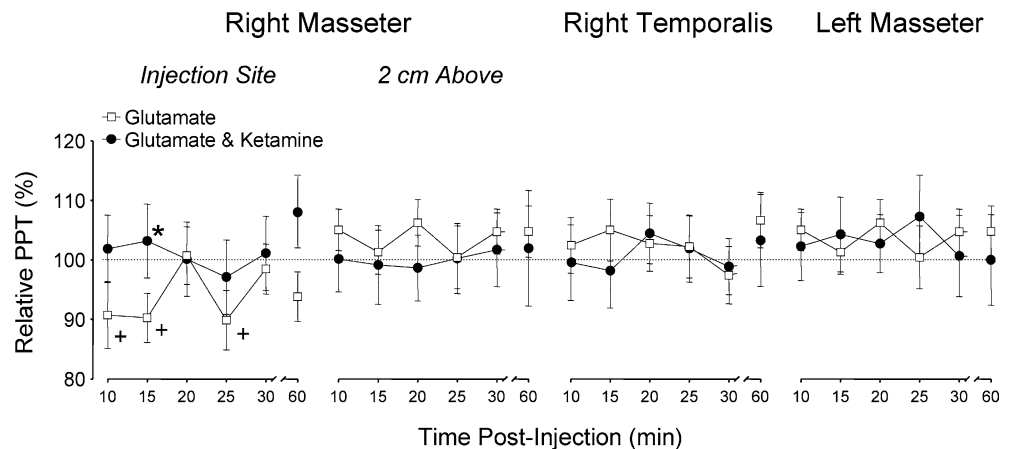 Right Masseter Right Temporalis Left Masseter
Injection Site 2 cm Above
Glutamate
Glutamate & Ketamine
Relative PPT (%)
120
110
100
90
80
*
+ + +
10 15 20 25 30 60 10 15 20 25 30 60 10 15 20 25 30 60 10 15 20 25 30 60
Time Post-Injection (min)